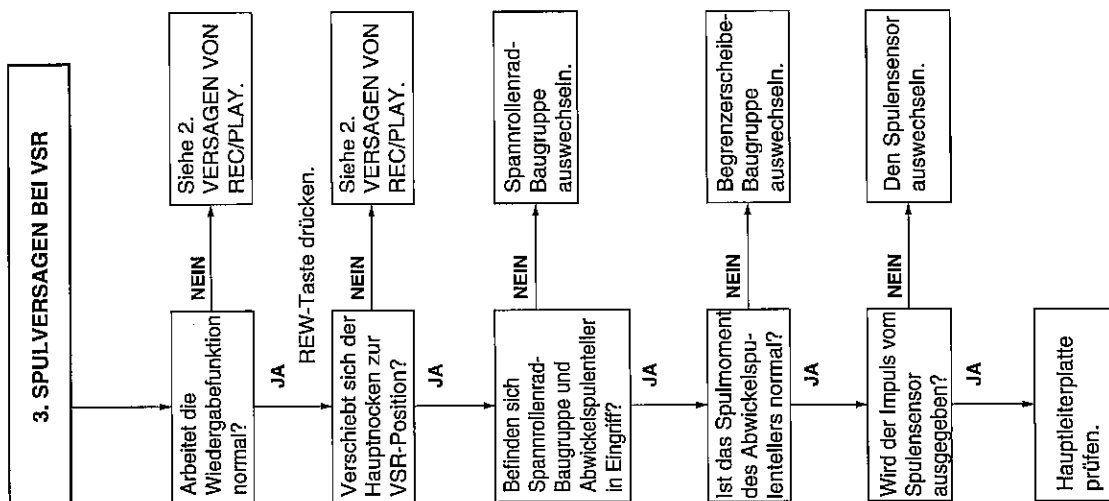 3. SPULVERSAGEN BEI VSR
Arbeitet die
Wiedergabefunktion
normal?
NEIN
Siehe 2.
VERSAGEN VON
REC/PLAY.
JA
REW-Taste drücken.
Verschiebt sich der
Hauptnocken zur
VSR-Position?
NEIN
Siehe 2.
VERSAGEN VON
REC/PLAY.
JA
Befinden sich
Spannrollenrad-
Baugruppe und
Abwickelspulenteller
in Eingriff?
NEIN
Spannrollenrad-
Baugruppe
auswechseln.
JA
Ist das Spulmoment
des Abwickelspu-
lentellers normal?
NEIN
Begrenzerscheibe-
Baugruppe
auswechseln.
JA
Wird der Impuls vom
Spulensensor
ausgegeben?
NEIN
Den Spulensensor
auswechseln.
JA
Hauptleiterplatte
prüfen.